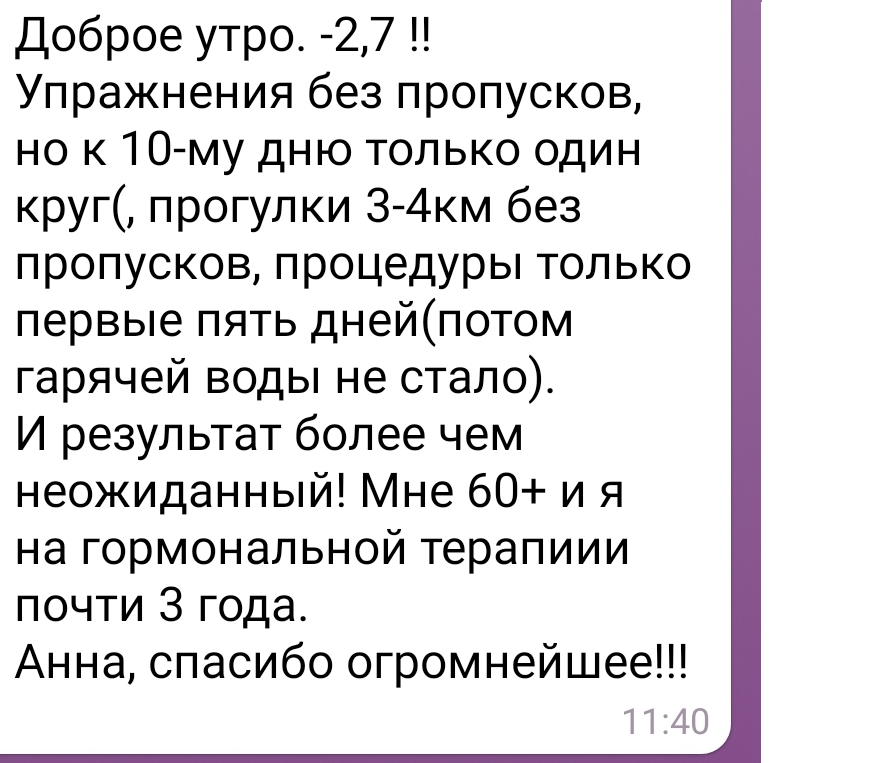 Доброе утро. -2,7 !!
Упражнения без пропусков,
но к 10-му дню только один
круг(, прогулки 3-4км без
пропусков, процедуры только
первые пять дней(потом
гарячей воды не стало).
И результат более чем
неожиданный! Мне 60+ и я
на гормональной терапиии
почти 3 года.
Анна, спасибо огромнейшее!!!
11:40